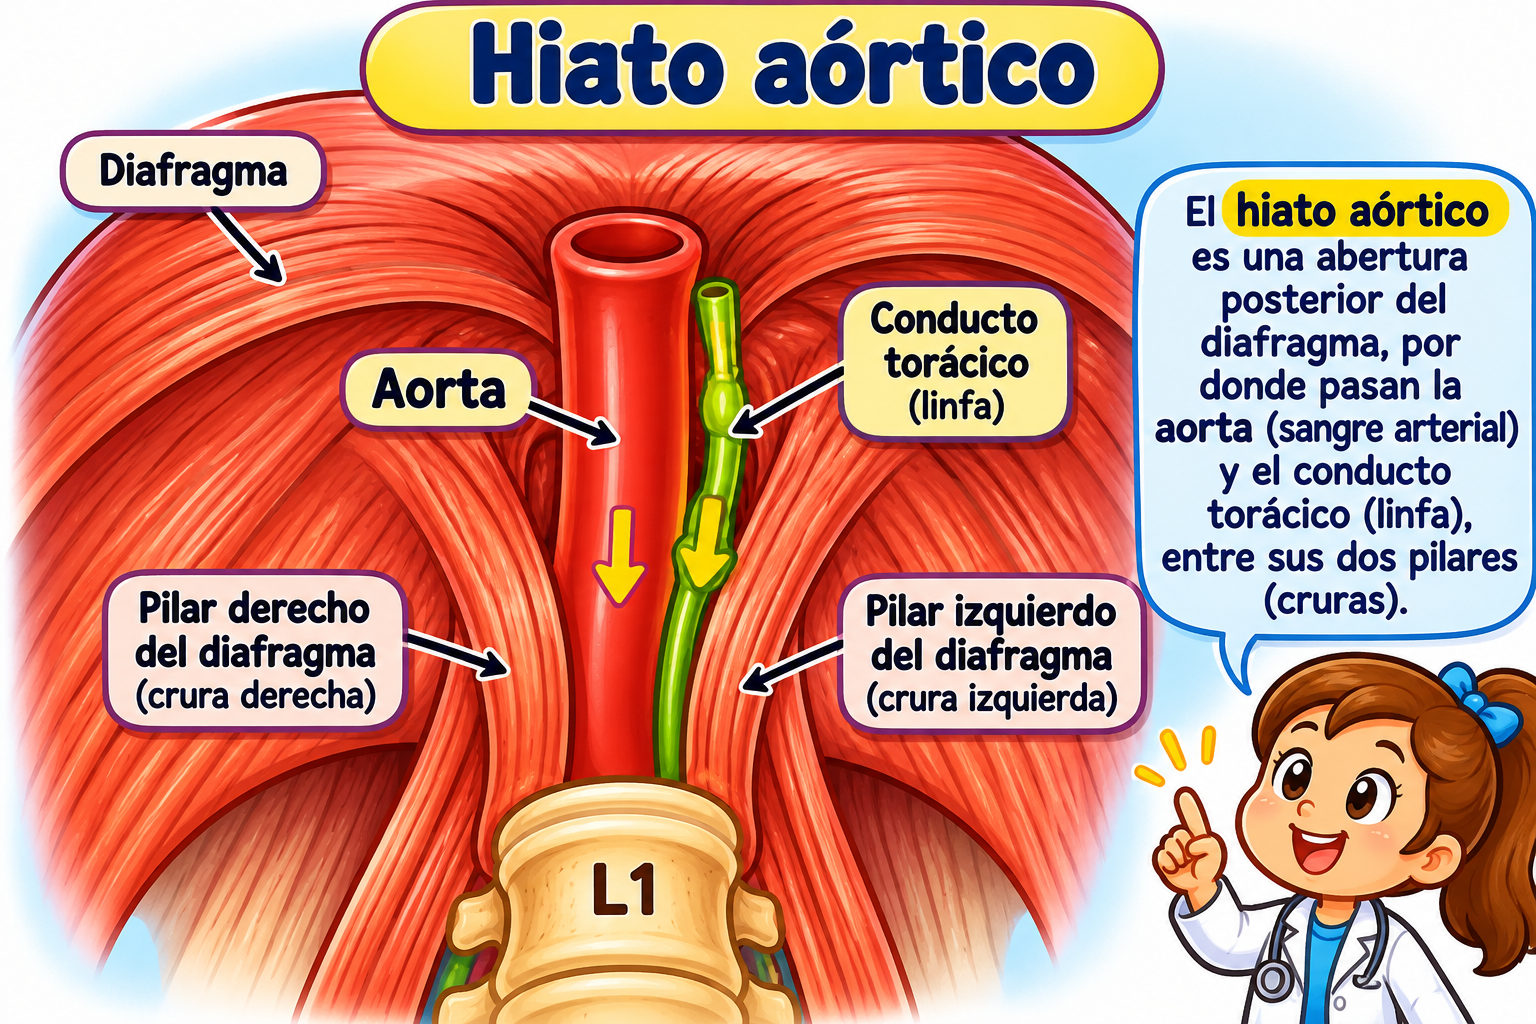 Hiato aórtico
Diafragma
Aorta
Conducto
torácico
(linfa)
Pilar derecho
del diafragma
(crura derecha)
Pilar izquierdo
del diafragma
(crura izquierda)
L1
El hiato aórtico
es una abertura
posterior del
diafragma, por
donde pasan la
aorta (sangre arterial)
y el conducto
torácico (linfa),
entre sus dos pilares
(cruras).